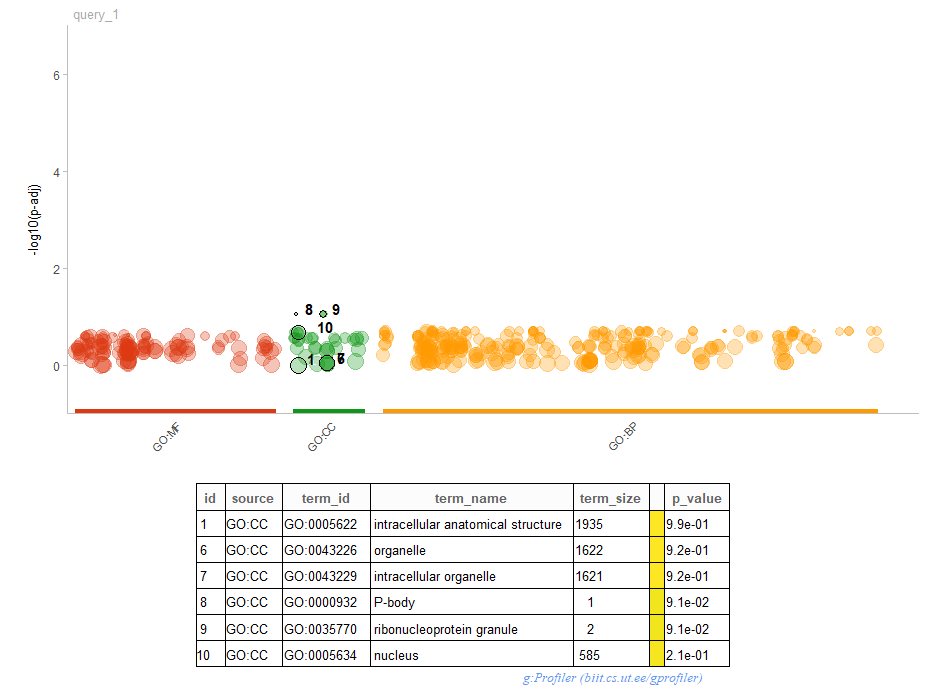 query_1
6
4
2
0
-log10(p-adj)
8 9
10
1 7
GO:MF GO:CC GO:BP
id source term_id term_name term_size p_value
1 GO:CC GO:0005622 intracellular anatomical structure 1935 9.9e-01
6 GO:CC GO:0043226 organelle 1622 9.2e-01
7 GO:CC GO:0043229 intracellular organelle 1621 9.2e-01
8 GO:CC GO:0000932 P-body 1 9.1e-02
9 GO:CC GO:0035770 ribonucleoprotein granule 2 9.1e-02
10 GO:CC GO:0005634 nucleus 585 2.1e-01
g:Profiler (biit.cs.ut.ee/gprofiler)